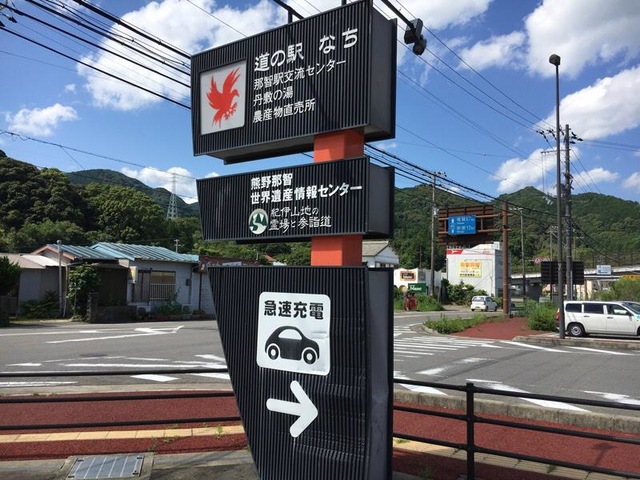 道の駅 なち
那智駅交流センター
丹敷の湯
農産物直売所
熊野那智
世界遺産情報センター
紀伊山地の
霊場と参詣道
急速充電